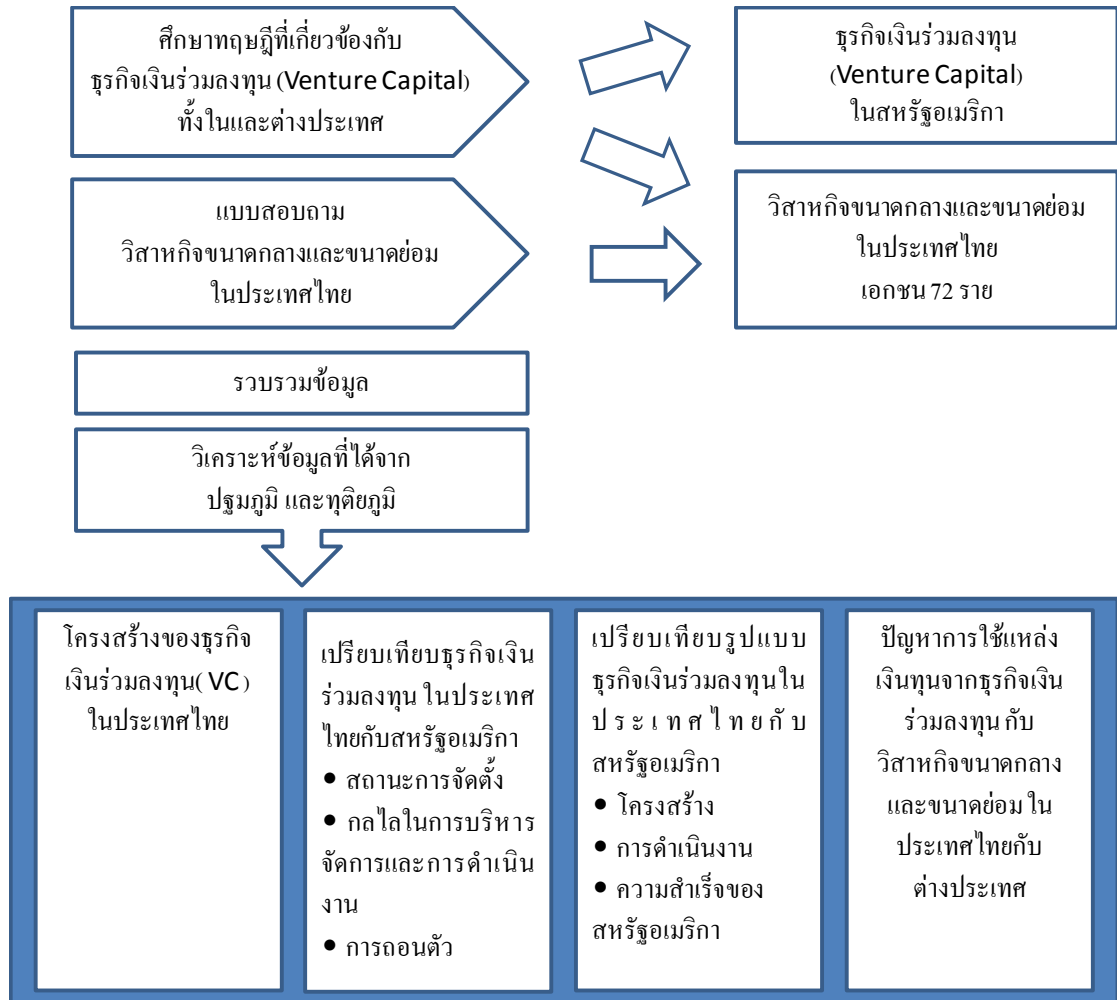 ศึกษาทฤษฎีที่เกี่ยวข้องกับ
ธุรกิจเงินร่วมลงทุน (Venture Capital)
ทั้งในและต่างประเทศ
ธุรกิจเงินร่วมลงทุน
(Venture Capital)
ในสหรัฐอเมริกา
แบบสอบถาม
วิสาหกิจขนาดกลางและขนาดย่อม
ในประเทศไทย
วิสาหกิจขนาดกลางและขนาดย่อม
ในประเทศไทย
เอกชน 72 ราย
รวบรวมข้อมูล
วิเคราะห์ข้อมูลที่ได้จาก
ปฐมภูมิ และทุติยภูมิ
โครงสร้างของธุรกิจ
เงินร่วมลงทุน( VC )
ในประเทศไทย
เปรียบเทียบธุรกิจเงิน
ร่วมลงทุน ในประเทศ
ไทยกับสหรัฐอเมริกา
• สถานะการจัดตั้ง
• กลไลในการบริหาร
จัดการและการดำเนิน
งาน
• การถอนตัว
เปรียบเทียบรูปแบบ
ธุรกิจเงินร่วมลงทุนใน
ประเทศไทยกับ
สหรัฐอเมริกา
• โครงสร้าง
• การดำเนินงาน
• ความสำเร็จของ
สหรัฐอเมริกา
ปัญหาการใช้แหล่ง
เงินทุนจากธุรกิจเงิน
ร่วมลงทุน กับ
วิสาหกิจขนาดกลาง
และขนาดย่อม ใน
ประเทศไทยกับ
ต่างประเทศ